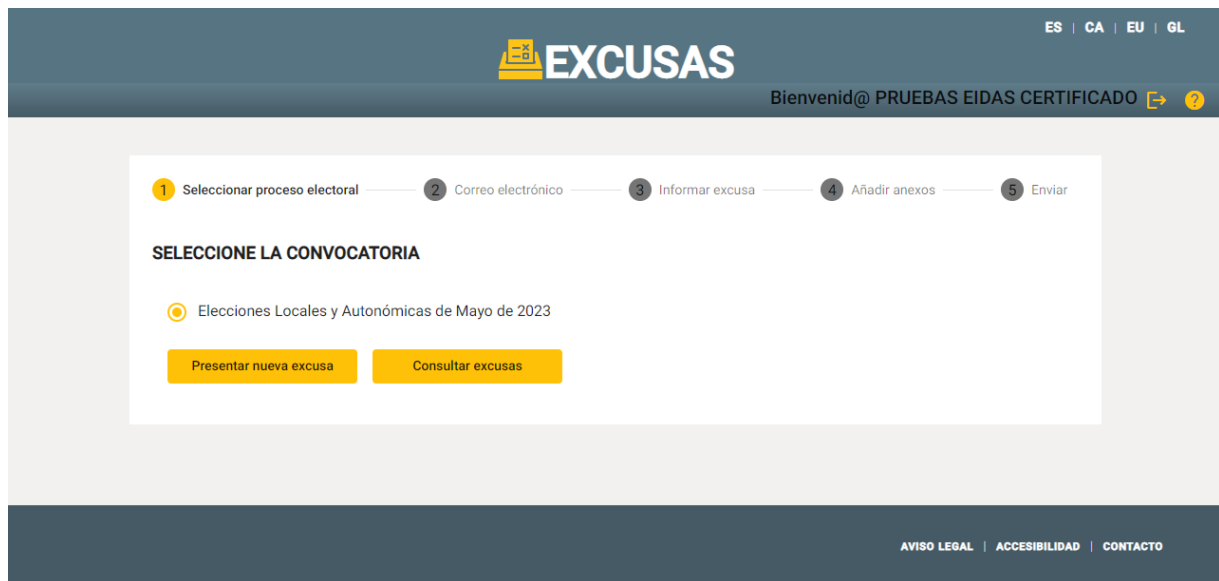 ES | CA | EU | GL
EXCUSAS
Bienvenid@ PRUEBAS EIDAS CERTIFICADO ?
1 Seleccionar proceso electoral 2 Correo electrónico 3 Informar excusa 4 Añadir anexos 5 Enviar
SELECCIONE LA CONVOCATORIA
Elecciones Locales y Autonómicas de Mayo de 2023
Presentar nueva excusa Consultar excusas
AVISO LEGAL | ACCESIBILIDAD | CONTACTO